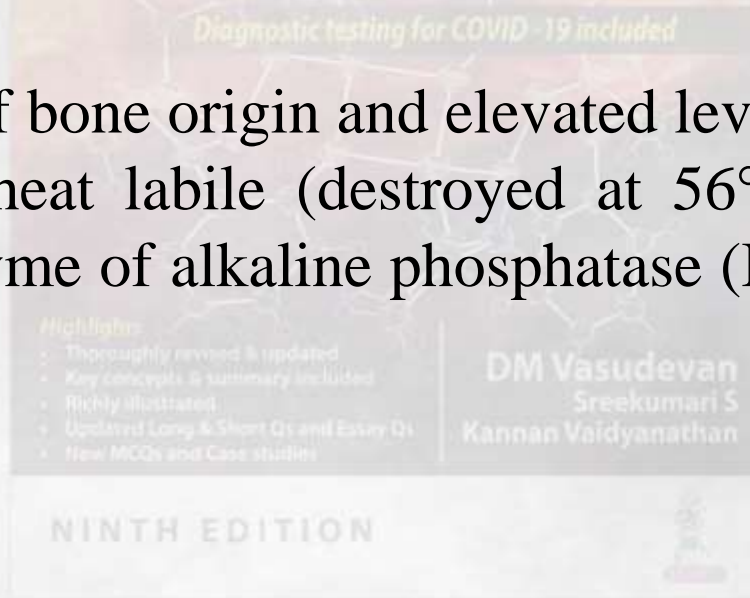 Diagnostic testing for COVID -19 included
f bone origin and elevated lev
heat labile (destroyed at 56°
yme of alkaline phosphatase (
Highlights
• Thoroughly revised & updated
• Key concepts & summary included
• Richly illustrated
• Updated Long & Short Qs and Essay Qs
• New MCQs and Case studies
DM Vasudevan
Sreekumari S
Kannan Vaidyanathan
NINTH EDITION